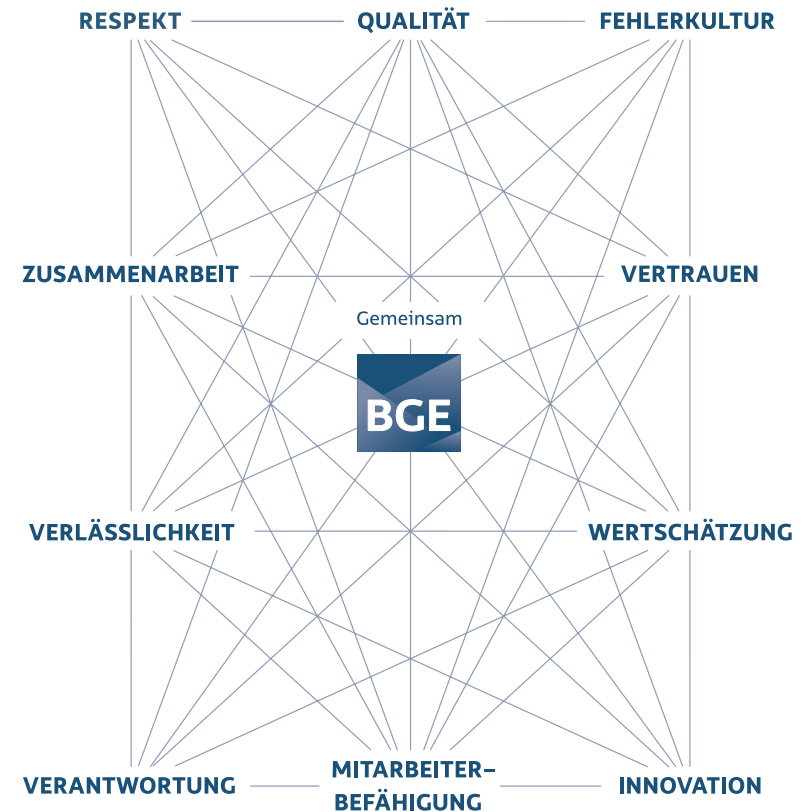 RESPEKT
QUALITÄT
FEHLERKULTUR
ZUSAMMENARBEIT
VERTRAUEN
Gemeinsam
BGE
VERLÄSSLICHKEIT
WERTSCHÄTZUNG
VERANTWORTUNG
MITARBEITER–
BEFÄHIGUNG
INNOVATION